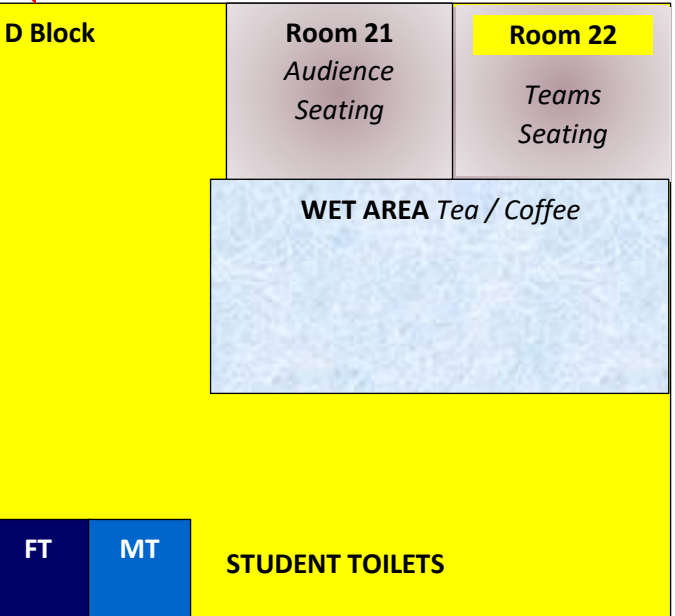 D Block
Room 21
Audience
Seating
Room 22
Teams
Seating
WET AREA Tea / Coffee
FT
MT
STUDENT TOILETS